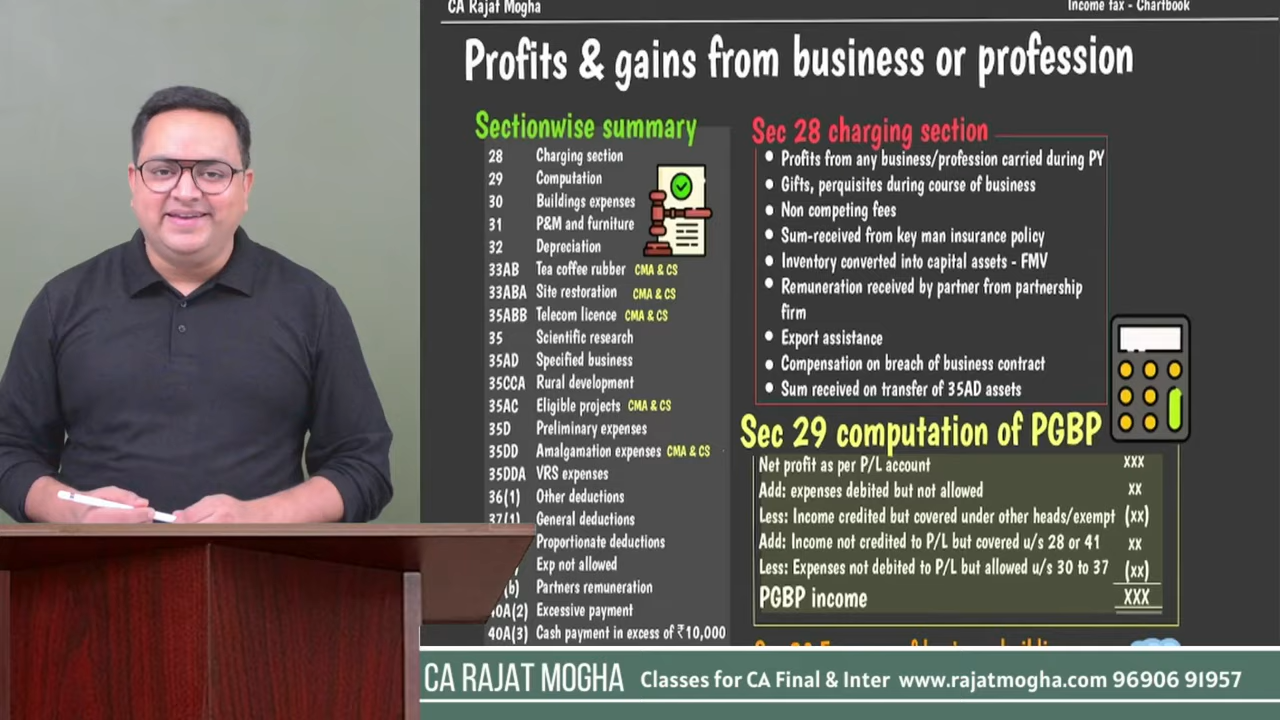 CA Rajat Mogha
Income tax - Chartbook
Profits & gains from business or profession
Sectionwise summary
28 Charging section
29 Computation
30 Buildings expenses
31 P&M and furniture
32 Depreciation
33AB Tea coffee rubber CMA & CS
33ABA Site restoration CMA & CS
35ABB Telecom licence CMA & CS
35 Scientific research
35AD Specified business
35CCA Rural development
35AC Eligible projects CMA & CS
35D Preliminary expenses
35DD Amalgamation expenses CMA & CS
35DDA VRS expenses
36(1) Other deductions
37(1) General deductions
Proportionate deductions
Exp not allowed
(b) Partners remuneration
40A(2) Excessive payment
40A(3) Cash payment in excess of ₹10,000
Sec 28 charging section
• Profits from any business/profession carried during PY
• Gifts, perquisites during course of business
• Non competing fees
• Sum-received from key man insurance policy
• Inventory converted into capital assets - FMV
• Remuneration received by partner from partnership
firm
• Export assistance
• Compensation on breach of business contract
• Sum received on transfer of 35AD assets
Sec 29 computation of PGBP
Net profit as per P/L account XXX
Add: expenses debited but not allowed xx
Less: Income credited but covered under other heads/exempt (xx)
Add: Income not credited to P/L but covered u/s 28 or 41 xx
Less: Expenses not debited to P/L but allowed u/s 30 to 37 (xx)
PGBP income XXX
CA RAJAT MOGHA Classes for CA Final & Inter www.rajatmogha.com 96906 91957